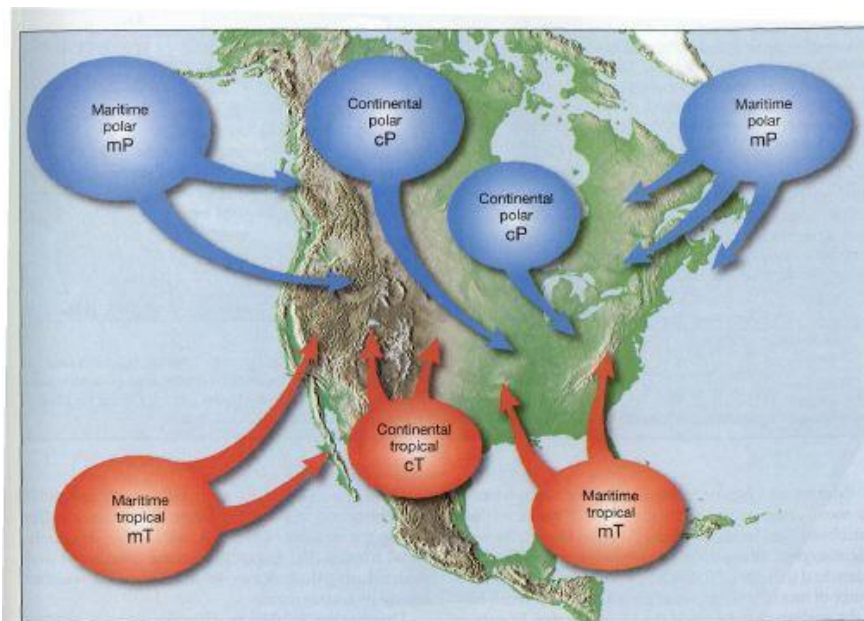 Maritime
polar
mP
Continental
polar
cP
Maritime
polar
mP
Continental
polar
cP
Continental
tropical
cT
Maritime
tropical
mT
Maritime
tropical
mT